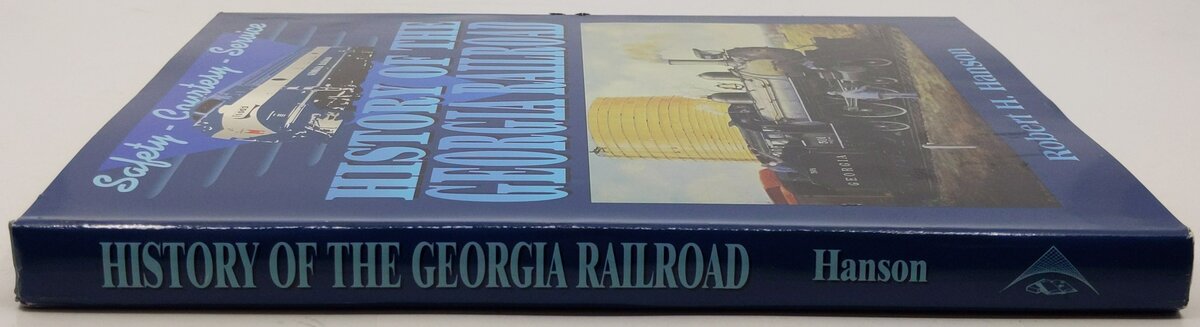 Safety - Courtesy - Service
HISTORY OF THE
GEORGIA RAILROAD
GEORGIA
Robert H. Hanson
HISTORY OF THE GEORGIA RAILROAD Hanson